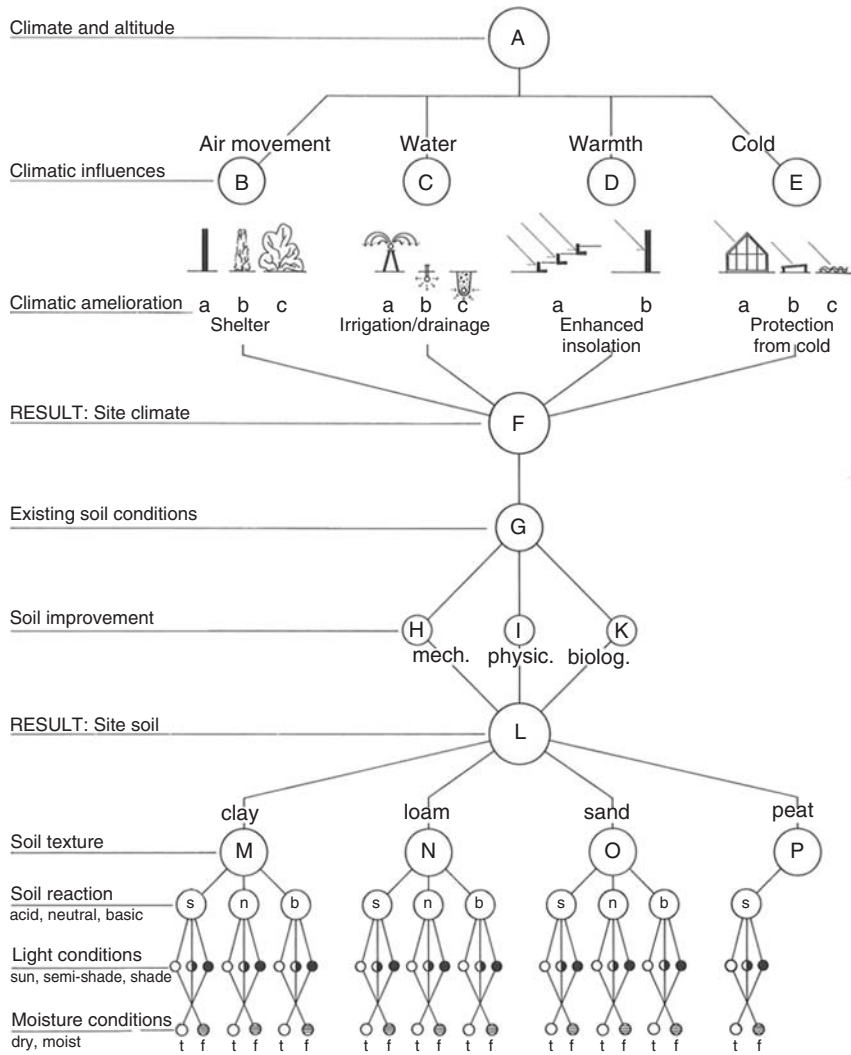 Climate and altitude
A
Air movement Water Warmth Cold
Climatic influences
B C D E
Climatic amelioration
a b c a b c a b a b c
Shelter Irrigation/drainage Enhanced insolation Protection from cold
RESULT: Site climate
F
Existing soil conditions
G
Soil improvement
H I K
mech. physic. biolog.
RESULT: Site soil
L
clay loam sand peat
Soil texture
M N O P
Soil reaction
s n b s n b s n b s
acid, neutral, basic
Light conditions
sun, semi-shade, shade
Moisture conditions
dry, moist
t f t f t f t f t f t f t f t f t f t f